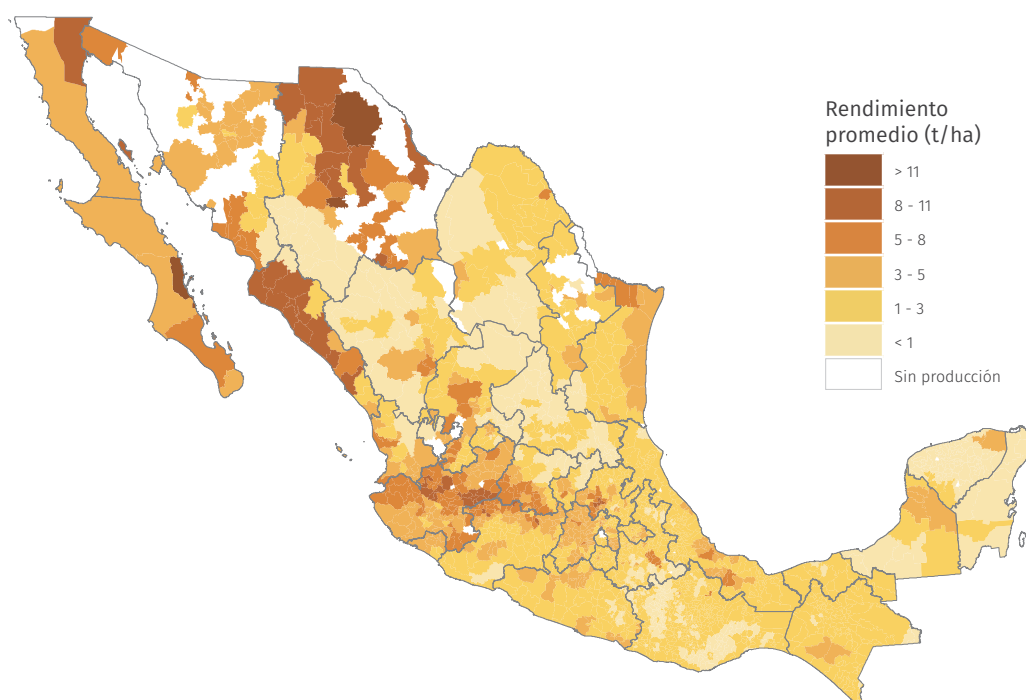 Rendimiento
promedio (t/ha)
> 11
8 - 11
5 - 8
3 - 5
1 - 3
< 1
Sin producción